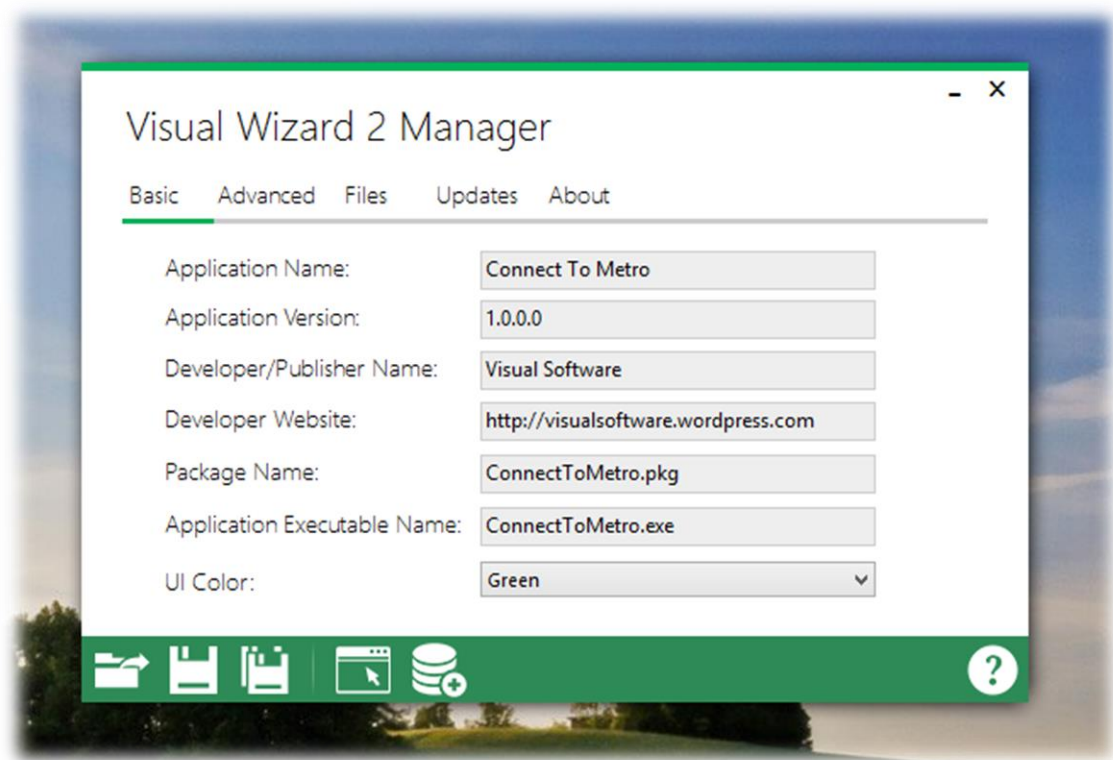 Visual Wizard 2 Manager
Basic Advanced Files Updates About
Application Name: Connect To Metro
Application Version: 1.0.0.0
Developer/Publisher Name: Visual Software
Developer Website: http://visualsoftware.wordpress.com
Package Name: ConnectToMetro.pkg
Application Executable Name: ConnectToMetro.exe
UI Color: Green
?